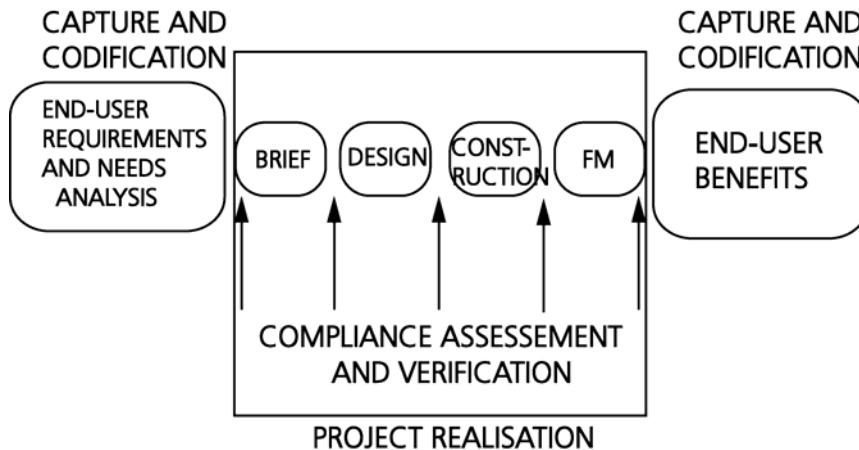 CAPTURE AND
CODIFICATION
END-USER
REQUIREMENTS
AND NEEDS
ANALYSIS
BRIEF
DESIGN
CONST-
RUCTION
FM
CAPTURE AND
CODIFICATION
END-USER
BENEFITS
COMPLIANCE ASSESSEMENT
AND VERIFICATION
PROJECT REALISATION